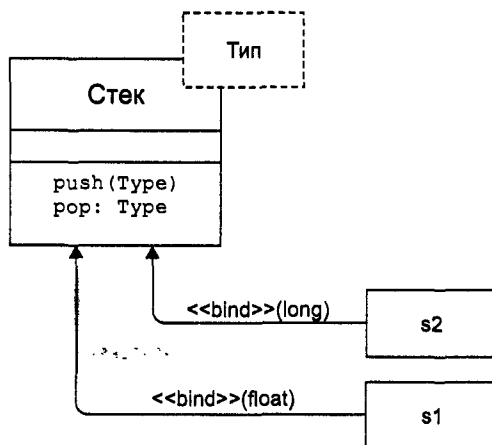 Тип
Стек
push(Type)
pop: Type
<<bind>>(long)
s2
<<bind>>(float)
s1